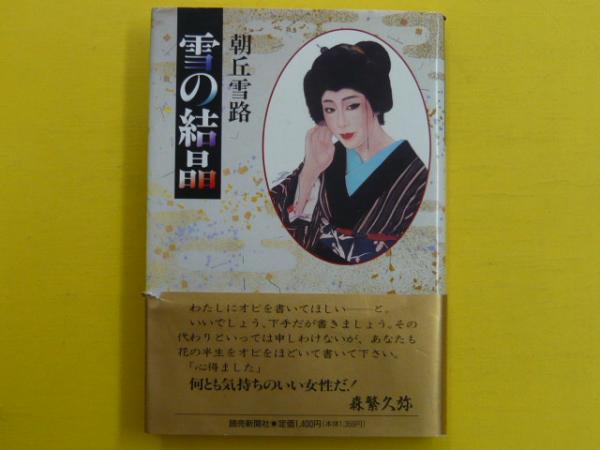 朝丘雪路
雪の結晶
わたしにオビを書いてほしい――と。
いいでしょう、下手だが書きましょう。その
代わりといっては申しわけないが、あなたも
花の半生をオビをほどいて書いて下さい。
「心得ました」
何とも気持ちのいい女性だ!
森繁久弥
読売新聞社★定価1,400円(本体1,359円)